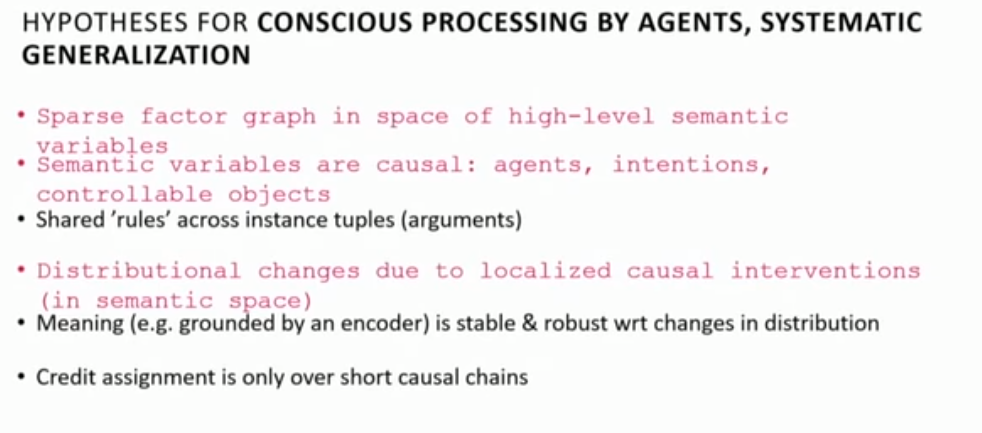 HYPOTHESES FOR CONSCIOUS PROCESSING BY AGENTS, SYSTEMATIC
GENERALIZATION
• Sparse factor graph in space of high-level semantic
variables
• Semantic variables are causal: agents, intentions,
controllable objects
• Shared 'rules' across instance tuples (arguments)
• Distributional changes due to localized causal interventions
(in semantic space)
• Meaning (e.g. grounded by an encoder) is stable & robust wrt changes in distribution
• Credit assignment is only over short causal chains